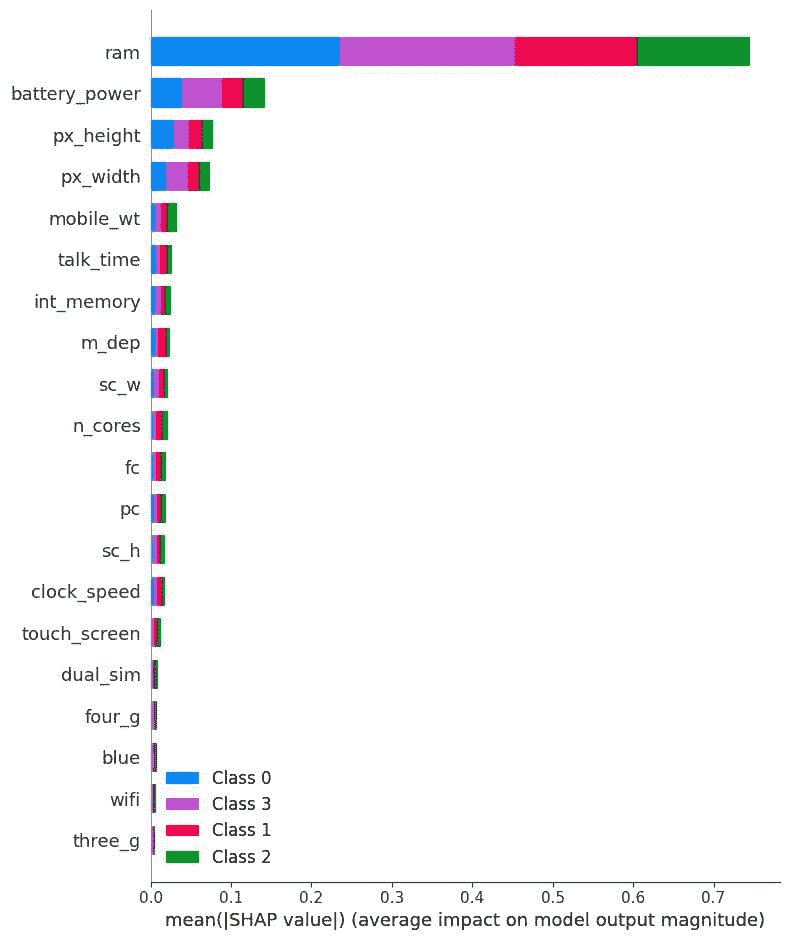 ram
battery_power
px_height
px_width
mobile_wt
talk_time
int_memory
m_dep
sc_w
n_cores
fc
pc
sc_h
clock_speed
touch_screen
dual_sim
four_g
blue
wifi
three_g
Class 0
Class 3
Class 1
Class 2
0.0 0.1 0.2 0.3 0.4 0.5 0.6 0.7
mean(|SHAP value|) (average impact on model output magnitude)